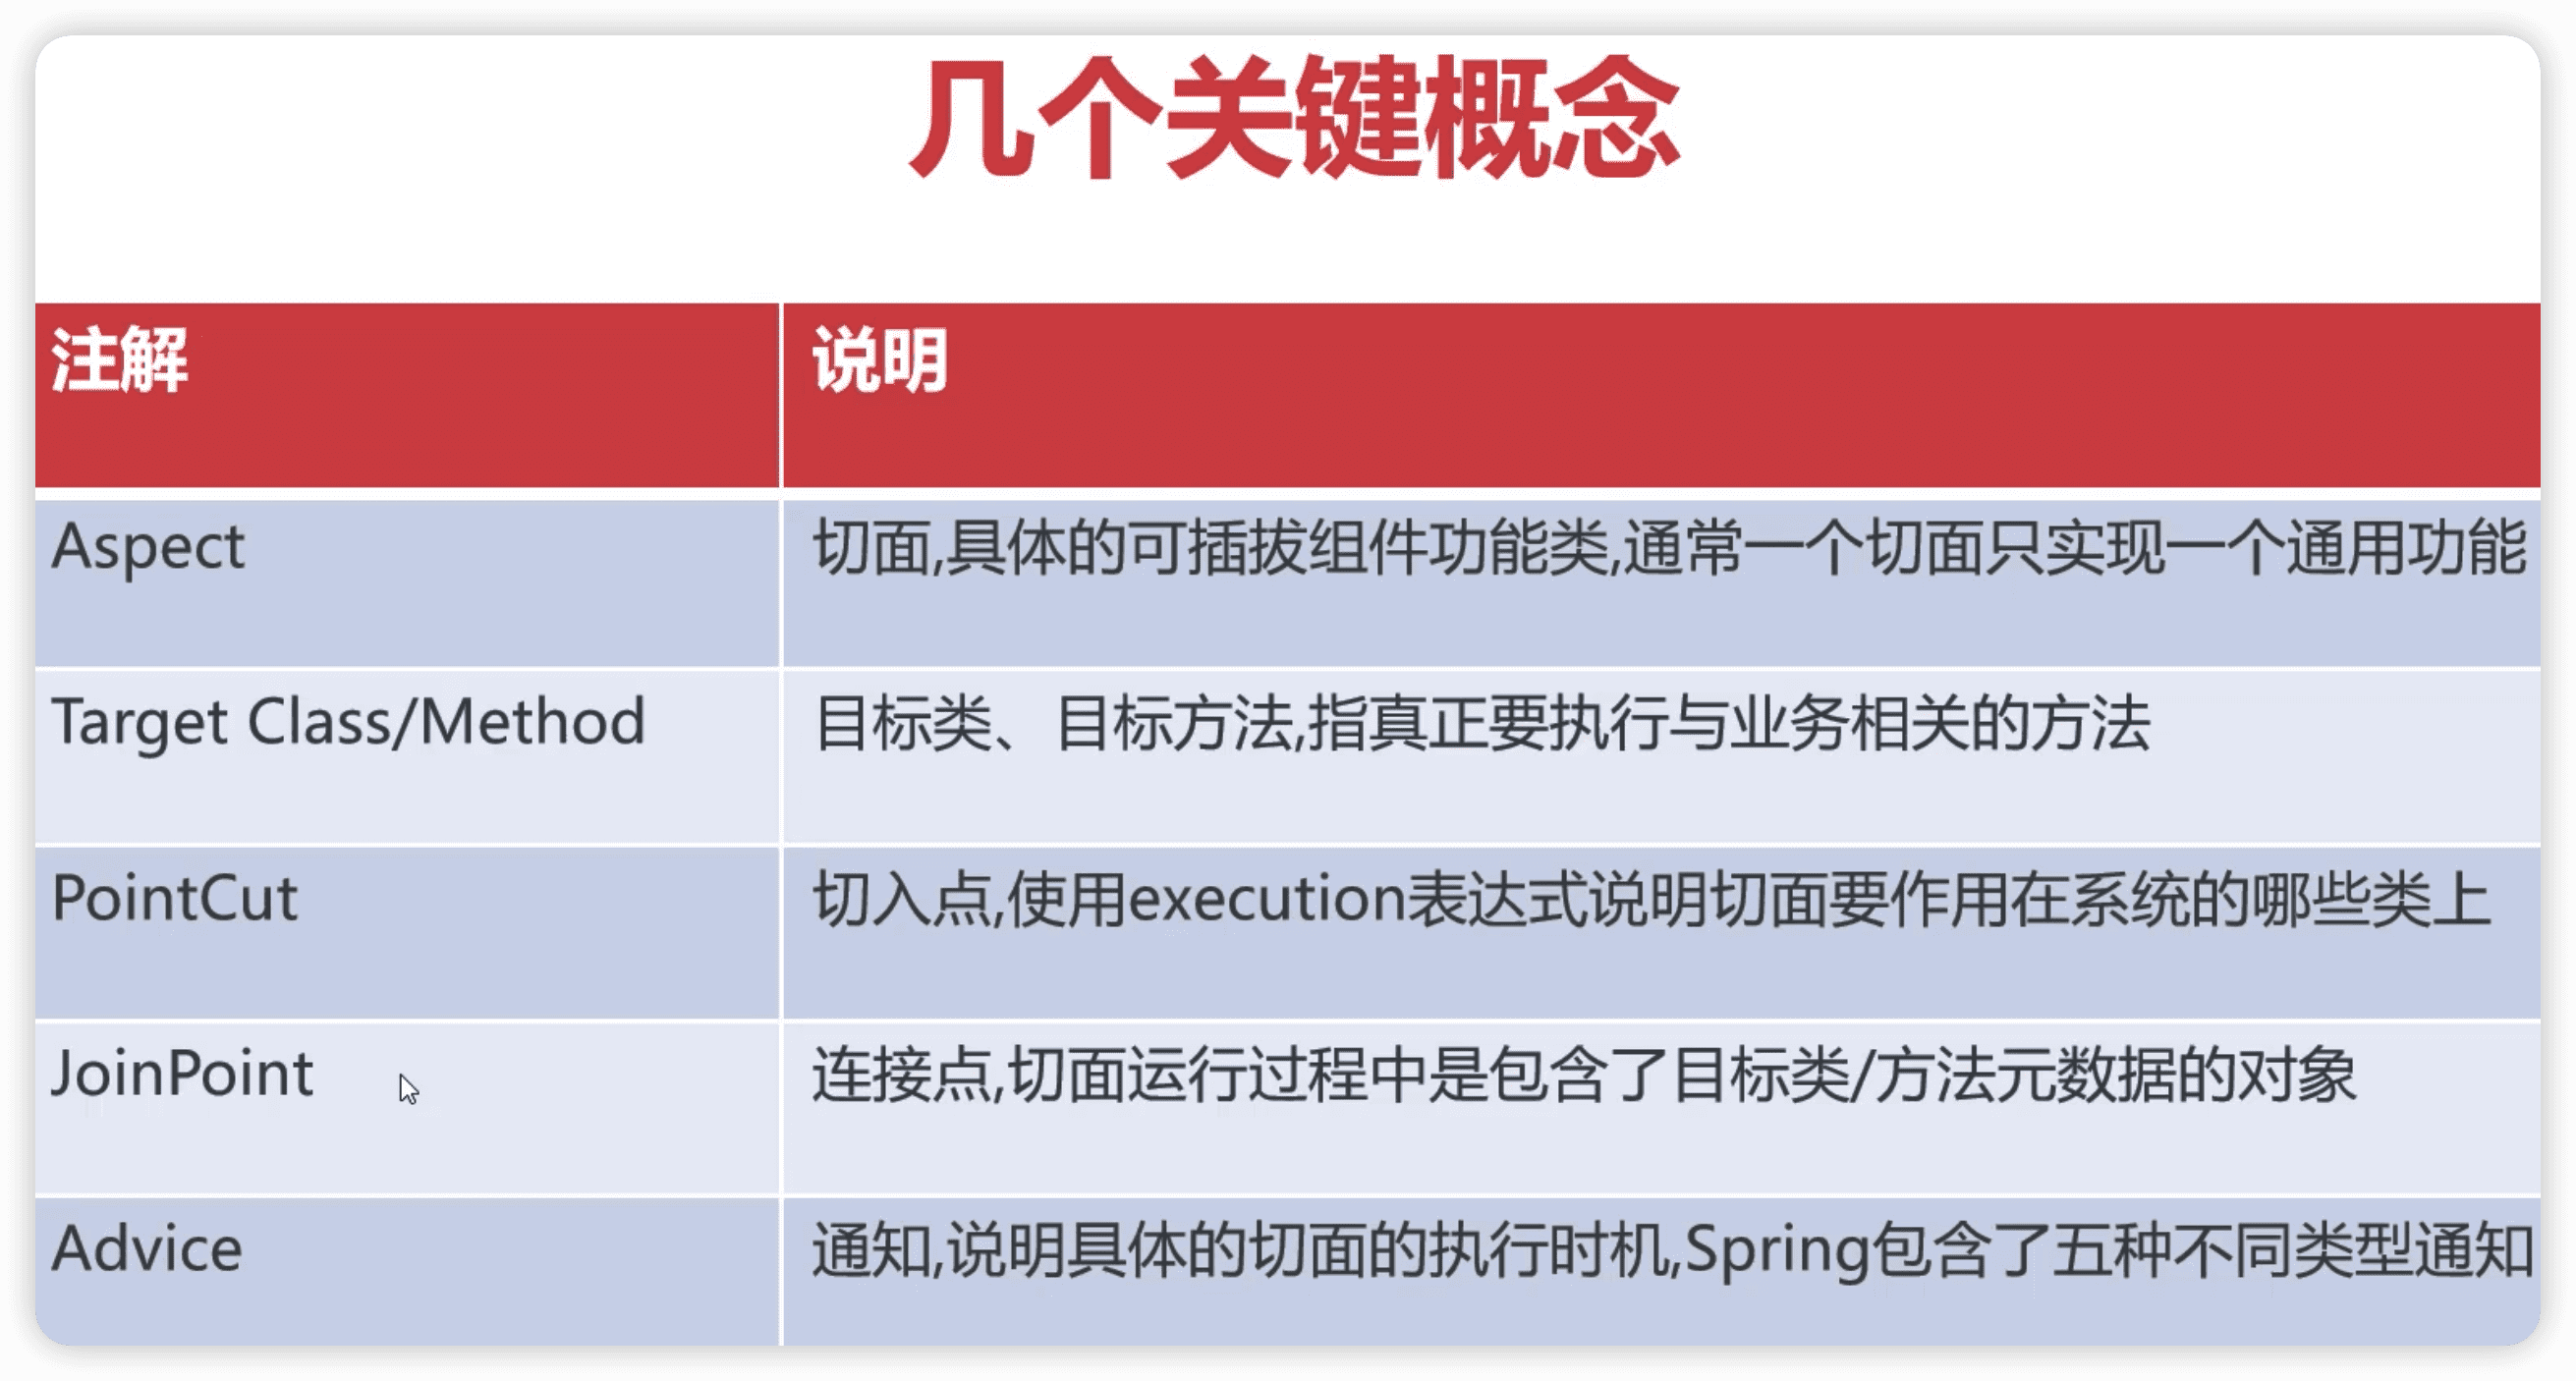 几个关键概念
注解 说明
Aspect 切面,具体的可插拔组件功能类,通常一个切面只实现一个通用功能
Target Class/Method 目标类、目标方法,指真正要执行与业务相关的方法
PointCut 切入点,使用execution表达式说明切面要作用在系统的哪些类上
JoinPoint 连接点,切面运行过程中是包含了目标类/方法元数据的对象
Advice 通知,说明具体的切面的执行时机,Spring包含了五种不同类型通知